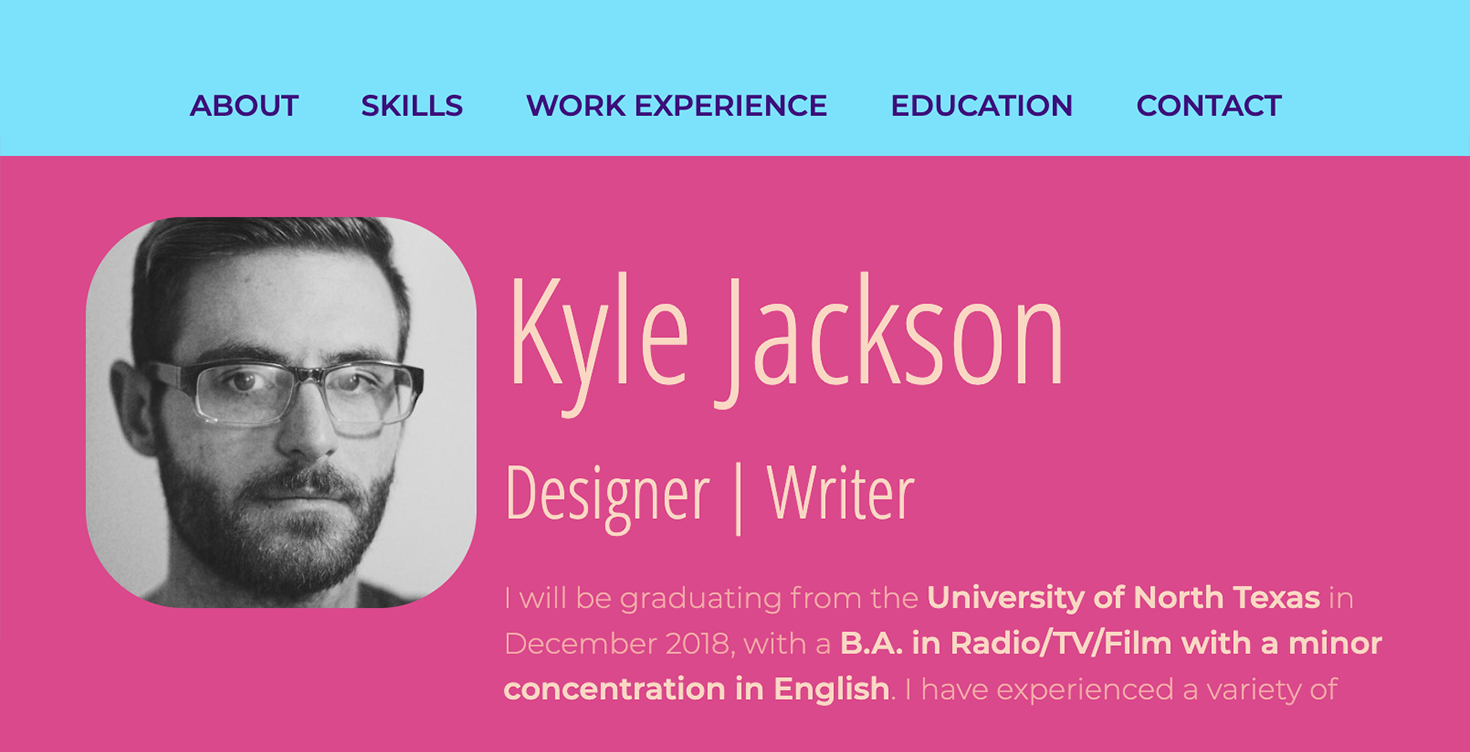 ABOUT SKILLS WORK EXPERIENCE EDUCATION CONTACT
Kyle Jackson
Designer | Writer
I will be graduating from the University of North Texas in
December 2018, with a B.A. in Radio/TV/Film with a minor
concentration in English. I have experienced a variety of